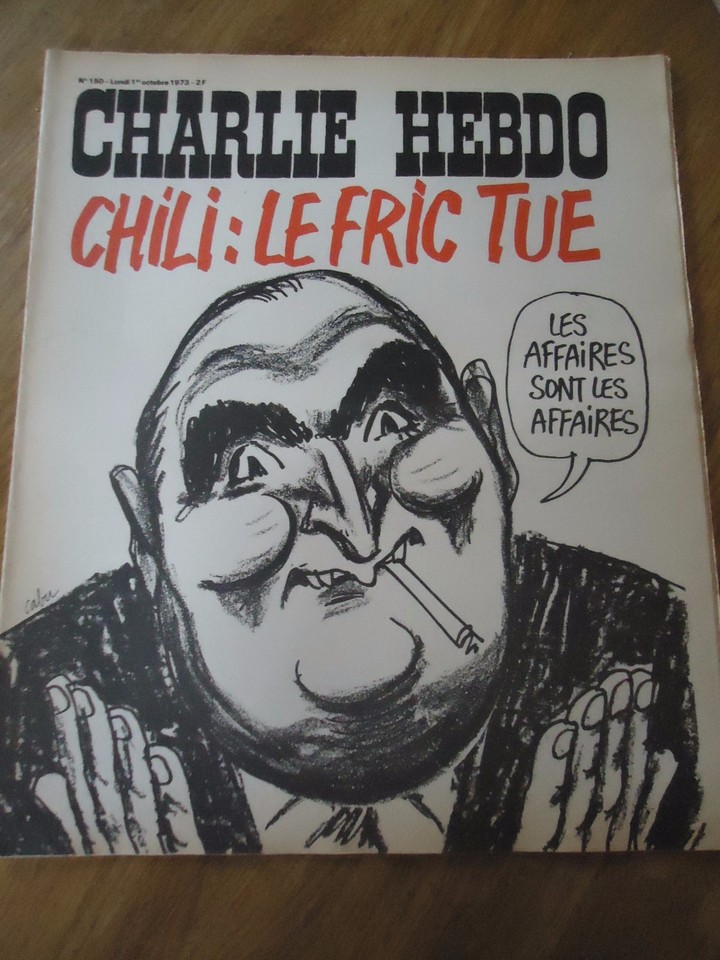 N° 150 - Lundi 1er octobre 1973 - 2 F
CHARLIE HEBDO
CHiLi : LE FRIC TUE
LES
AFFAiRES
SONT LES
AFFAiRES
cabu